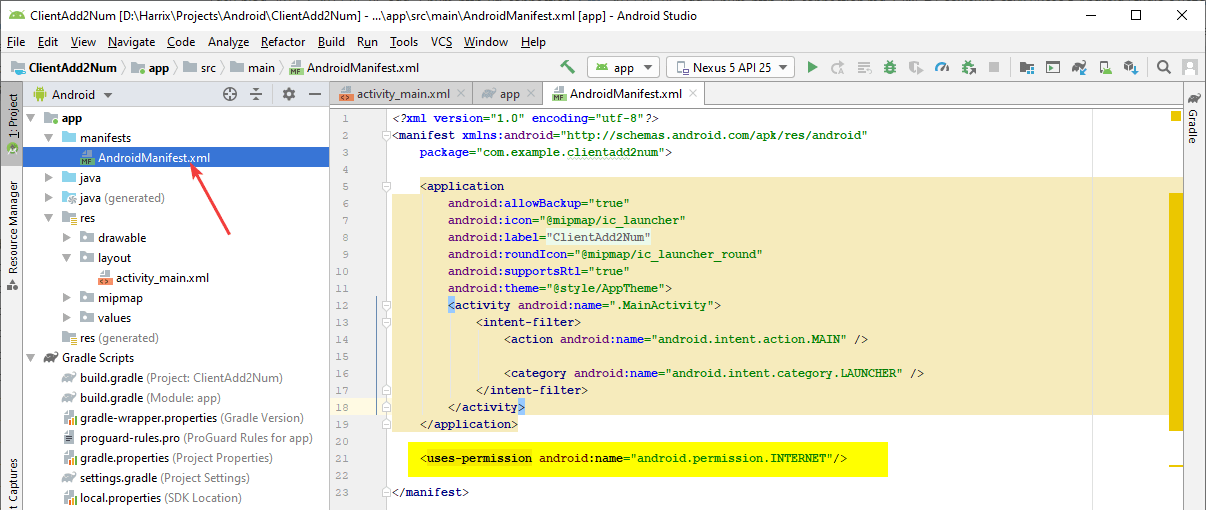 ClientAdd2Num [D:\Harrix\Projects\Android\ClientAdd2Num] - ...\app\src\main\AndroidManifest.xml [app] - Android Studio
File Edit View Navigate Code Analyze Refactor Build Run Tools VCS Window Help
ClientAdd2Num app src main AndroidManifest.xml app Nexus 5 API 25
1: Project
Resource Manager
t Captures
Android
app
manifests
AndroidManifest.xml
java
java (generated)
res
drawable
layout
activity_main.xml
mipmap
values
res (generated)
Gradle Scripts
build.gradle (Project: ClientAdd2Num)
build.gradle (Module: app)
gradle-wrapper.properties (Gradle Version)
proguard-rules.pro (ProGuard Rules for app)
gradle.properties (Project Properties)
settings.gradle (Project Settings)
local.properties (SDK Location)
activity_main.xml app AndroidManifest.xml
1 <?xml version="1.0" encoding="utf-8"?>
2 <manifest xmlns:android="http://schemas.android.com/apk/res/android"
3 package="com.example.clientadd2num">
4
5 <application
6 android:allowBackup="true"
7 android:icon="@mipmap/ic_launcher"
8 android:label="ClientAdd2Num"
9 android:roundIcon="@mipmap/ic_launcher_round"
10 android:supportsRtl="true"
11 android:theme="@style/AppTheme">
12 <activity android:name=".MainActivity">
13 <intent-filter>
14 <action android:name="android.intent.action.MAIN" />
15
16 <category android:name="android.intent.category.LAUNCHER" />
17 </intent-filter>
18 </activity>
19 </application>
20
21 <uses-permission android:name="android.permission.INTERNET"/>
22
23 </manifest>
Gradle